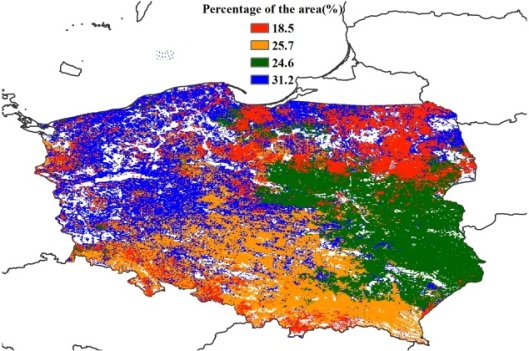 Percentage of the area(%)
18.5
25.7
24.6
31.2